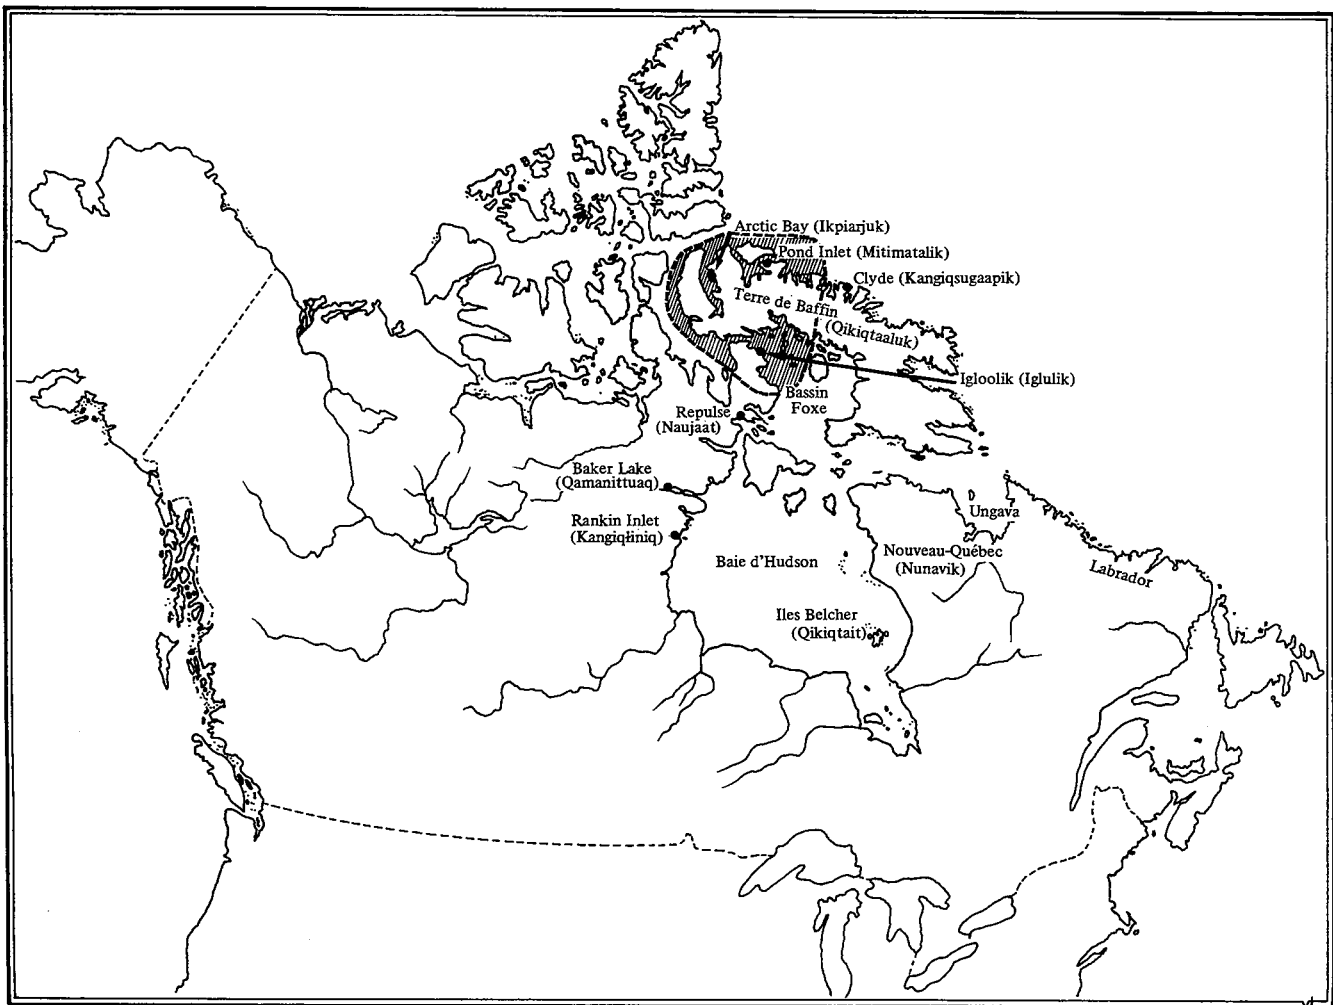 Arctic Bay (Ikpiarjuk)
Pond Inlet (Mitimatalik)
Clyde (Kangiqsugaapik)
Terre de Baffin
(Qikiqtaaluk)
Igloolik (Iglulik)
Bassin
Foxe
Repulse
(Naujaat)
Baker Lake
(Qamanittuaq)
Rankin Inlet
(Kangiqłiniq)
Ungava
Baie d'Hudson
Nouveau-Québec
(Nunavik)
Labrador
Iles Belcher
(Qikiqtait)